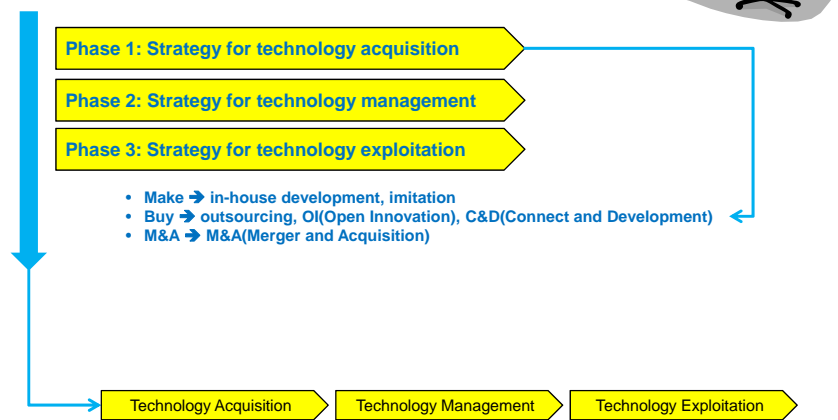 Phase 1: Strategy for technology acquisition
Phase 2: Strategy for technology management
Phase 3: Strategy for technology exploitation
• Make ➔ in-house development, imitation
• Buy ➔ outsourcing, OI(Open Innovation), C&D(Connect and Development)
• M&A ➔ M&A(Merger and Acquisition)
Technology Acquisition
Technology Management
Technology Exploitation